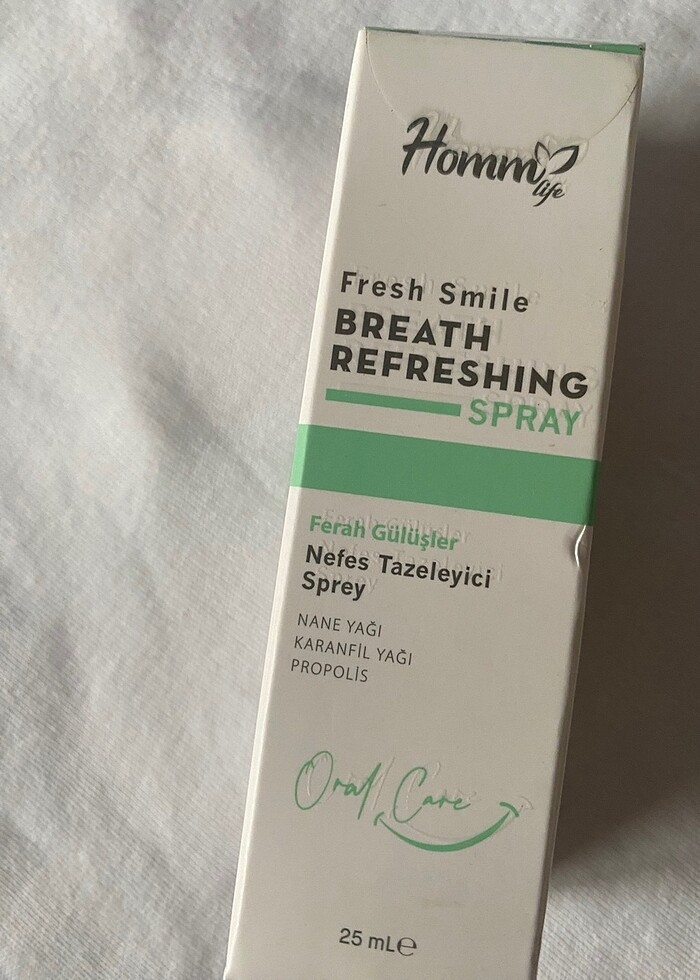 Homm
life
Fresh Smile
BREATH
REFRESHING
SPRAY
Ferah Gülüşler
Nefes Tazeleyici
Sprey
NANE YAĞI
KARANFİL YAĞI
PROPOLİS
Oral Care
25 mL℮